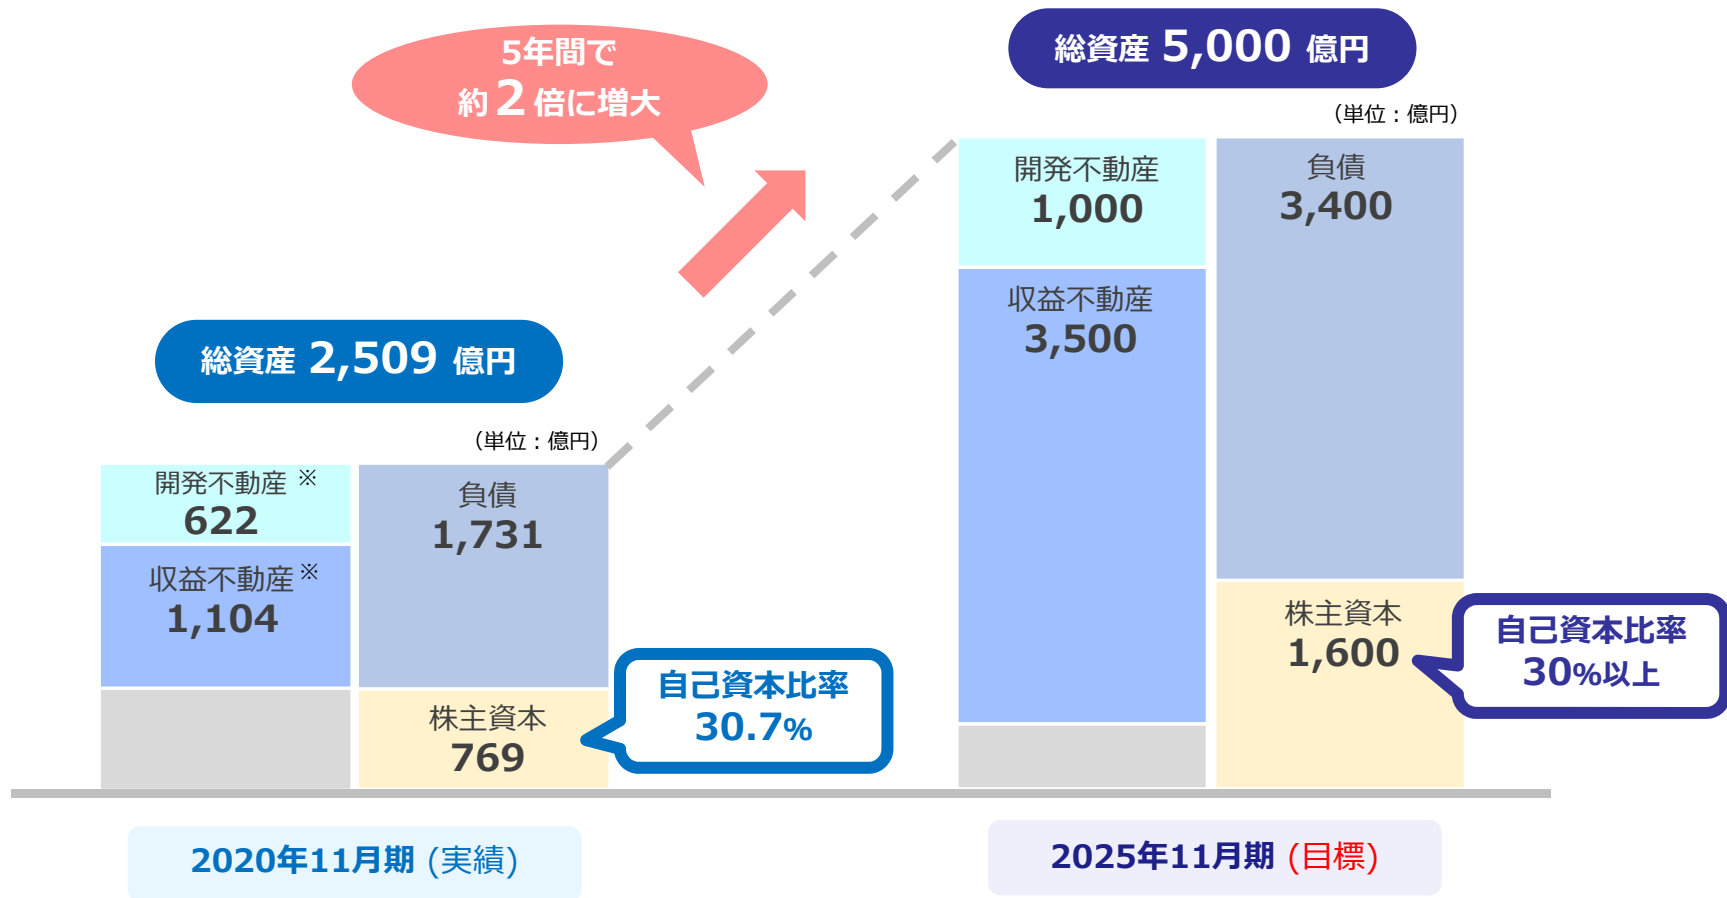 5年間で
約2倍に増大
総資産 5,000 億円
（単位：億円）
開発不動産
1,000
負債
3,400
収益不動産
3,500
株主資本
1,600
自己資本比率
30%以上
総資産 2,509 億円
（単位：億円）
開発不動産 ※
622
負債
1,731
収益不動産 ※
1,104
株主資本
769
自己資本比率
30.7%
2020年11月期 (実績)
2025年11月期 (目標)